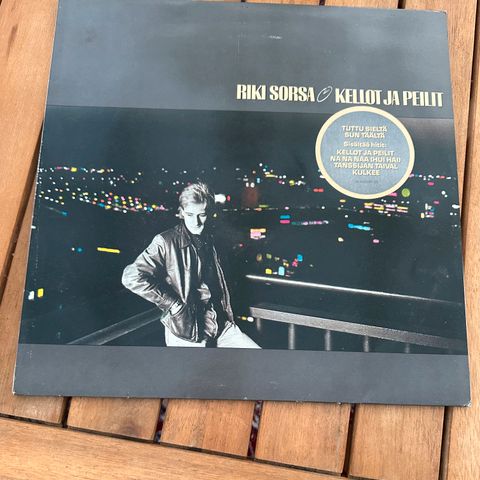 RIKI SORSA KELLOT JA PEILIT
TUTTU SIELTÄ
SUN TÄÄLTÄ
Sisältää hitit:
KELLOT JA PEILIT
NA NA NAA (HUI HAI)
TANSSIJAN TAIVAL
KULKEE